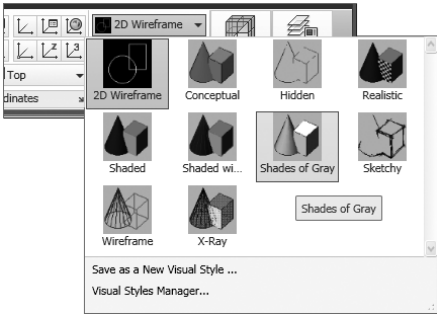 2D Wireframe
Top
dinates
2D Wireframe Conceptual Hidden Realistic
Shaded Shaded wi... Shades of Gray Sketchy
Shades of Gray
Wireframe X-Ray
Save as a New Visual Style ...
Visual Styles Manager...